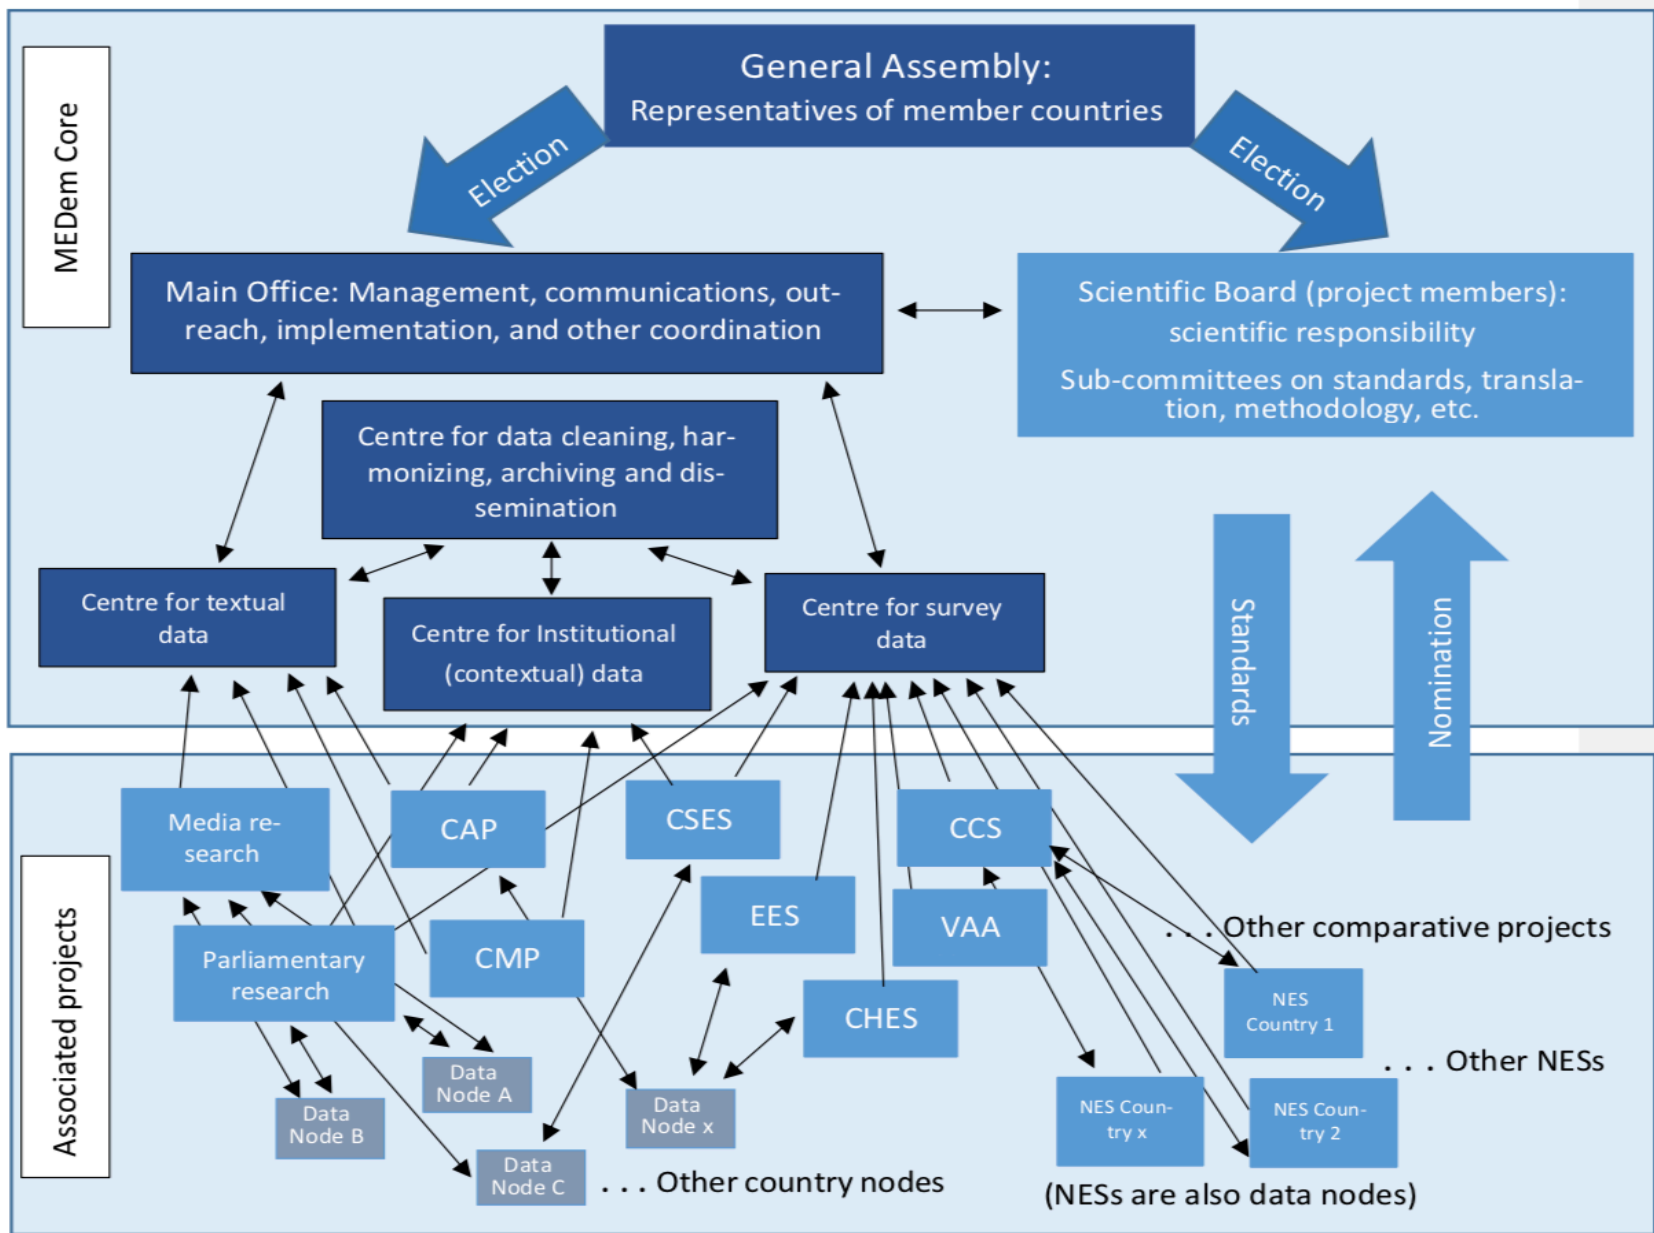 General Assembly:
Representatives of member countries
MEDem Core
Election
Election
Main Office: Management, communications, out-
reach, implementation, and other coordination
Scientific Board (project members):
scientific responsibility
Sub-committees on standards, transla-
tion, methodology, etc.
Centre for data cleaning, har-
monizing, archiving and dis-
semination
Centre for textual
data
Centre for Institutional
(contextual) data
Centre for survey
data
Standards
Nomination
Associated projects
Media re-
search
CAP
CSES
CCS
Parliamentary
research
CMP
EES
VAA
. . . Other comparative projects
CHES
NES
Country 1
. . . Other NESs
Data
Node A
Data
Node B
Data
Node x
Data
Node C
. . . Other country nodes
NES Coun-
try x
NES Coun-
try 2
(NESs are also data nodes)